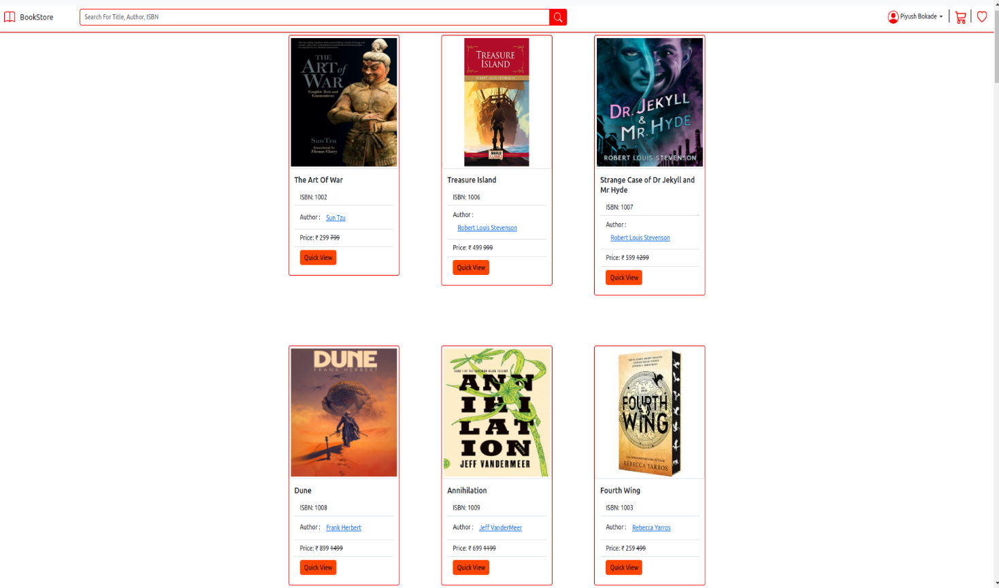 BookStore
Search For Title, Author, ISBN
Piyush Bokade
THE
ART of
WAR
Complete Texts and
Commentaries
Sun Tzu
Translated by
Thomas Cleary
TREASURE
ISLAND
ROBERT LOUIS STEVENSON
DR. JEKYLL
&
MR. HYDE
ROBERT LOUIS STEVENSON
The Art Of War
ISBN: 1002
Author : Sun Tzu
Price: ₹ 299 799
Quick View
Treasure Island
ISBN: 1006
Author :
Robert Louis Stevenson
Price: ₹ 499 999
Quick View
Strange Case of Dr Jekyll and
Mr Hyde
ISBN: 1007
Author :
Robert Louis Stevenson
Price: ₹ 599 1299
Quick View
DUNE
FRANK HERBERT
ANN
IHI
LAT
ION
JEFF VANDERMEER
FOURTH
WING
REBECCA YARROS
Dune
ISBN: 1008
Author : Frank Herbert
Price: ₹ 899 1499
Quick View
Annihilation
ISBN: 1009
Author : Jeff VanderMeer
Price: ₹ 699 1199
Quick View
Fourth Wing
ISBN: 1003
Author : Rebecca Yarros
Price: ₹ 259 499
Quick View